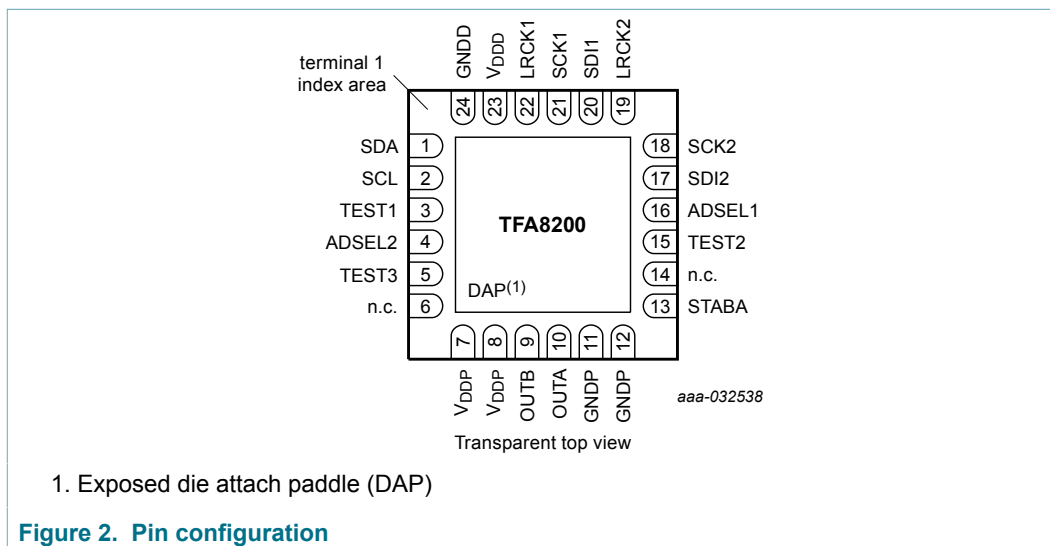 GNDD
VDDD
LRCK1
SCK1
SDI1
LRCK2
terminal 1
index area
24 23 22 21 20 19
SDA 1 18 SCK2
SCL 2 17 SDI2
TEST1 3 16 ADSEL1
TFA8200
ADSEL2 4 15 TEST2
TEST3 5 14 n.c.
DAP(1)
n.c. 6 13 STABA
7 8 9 10 11 12
VDDP
VDDP
OUTB
OUTA
GNDP
GNDP
aaa-032538
Transparent top view
1. Exposed die attach paddle (DAP)
Figure 2. Pin configuration